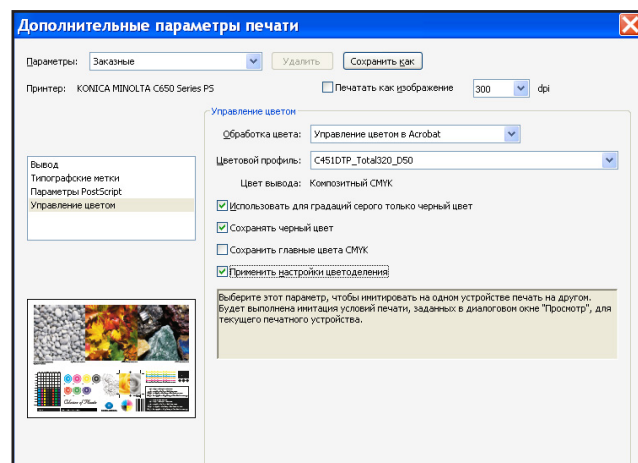 Дополнительные параметры печати
Параметры: Заказные Удалить Сохранить как
Принтер: KONICA MINOLTA C650 Series PS Печатать как изображение 300 dpi
Управление цветом
Обработка цвета: Управление цветом в Acrobat
Цветовой профиль: C451DTP_Total320_D50
Цвет вывода: Композитный CMYK
Вывод
Типографские метки
Параметры PostScript
Управление цветом
Использовать для градаций серого только черный цвет
Сохранять черный цвет
Сохранить главные цвета CMYK
Применить настройки цветоделения
Выберите этот параметр, чтобы имитировать на одном устройстве печать на другом.
Будет выполнена имитация условий печати, заданных в диалоговом окне "Просмотр", для
текущего печатного устройства.